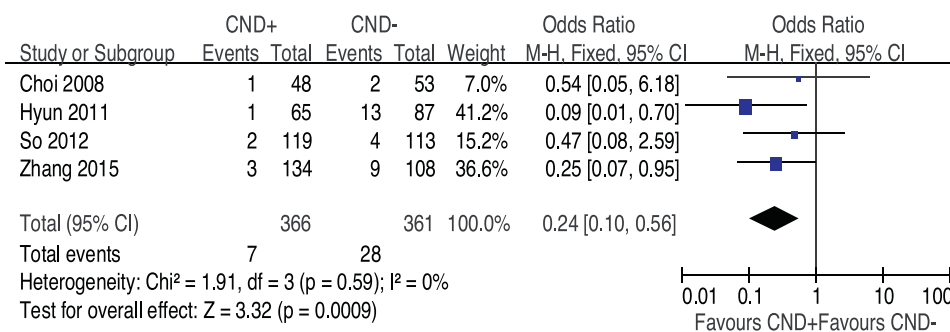 CND+ CND- Odds Ratio Odds Ratio
Study or Subgroup Events Total Events Total Weight M-H, Fixed, 95% CI M-H, Fixed, 95% CI
Choi 2008 1 48 2 53 7.0% 0.54 [0.05, 6.18]
Hyun 2011 1 65 13 87 41.2% 0.09 [0.01, 0.70]
So 2012 2 119 4 113 15.2% 0.47 [0.08, 2.59]
Zhang 2015 3 134 9 108 36.6% 0.25 [0.07, 0.95]
Total (95% CI) 366 361 100.0% 0.24 [0.10, 0.56]
Total events 7 28
Heterogeneity: Chi² = 1.91, df = 3 (p = 0.59); I² = 0%
Test for overall effect: Z = 3.32 (p = 0.0009)
0.01 0.1 1 10 100
Favours CND+ Favours CND-